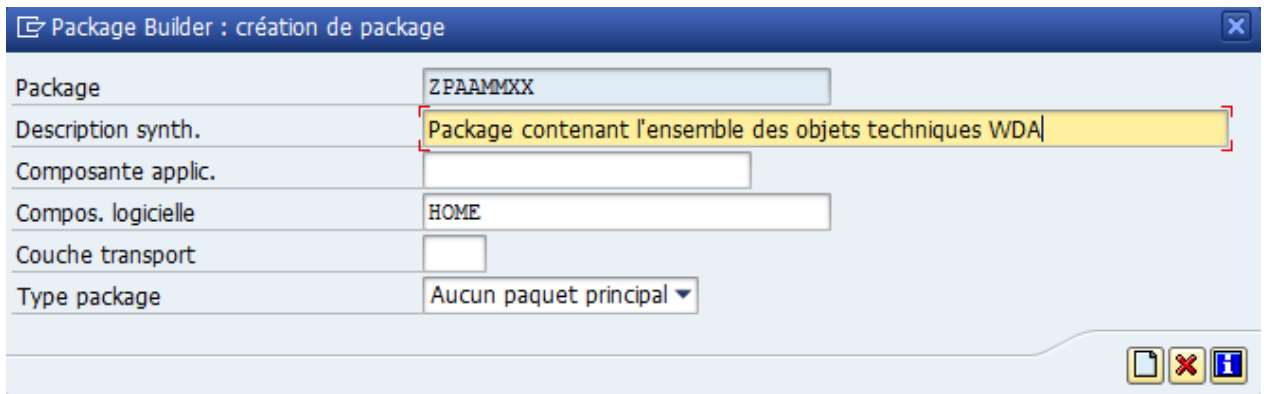 Package Builder : création de package
Package ZPAAMMXX
Description synth. Package contenant l'ensemble des objets techniques WDA
Composante applic.
Compos. logicielle HOME
Couche transport
Type package Aucun paquet principal